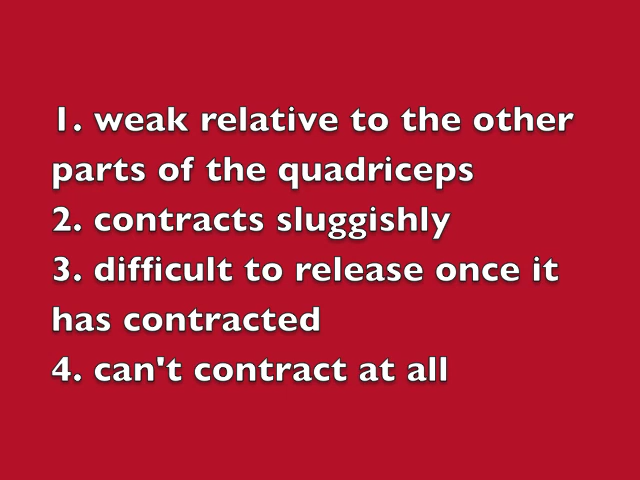 1. weak relative to the other
parts of the quadriceps
2. contracts sluggishly
3. difficult to release once it
has contracted
4. can't contract at all